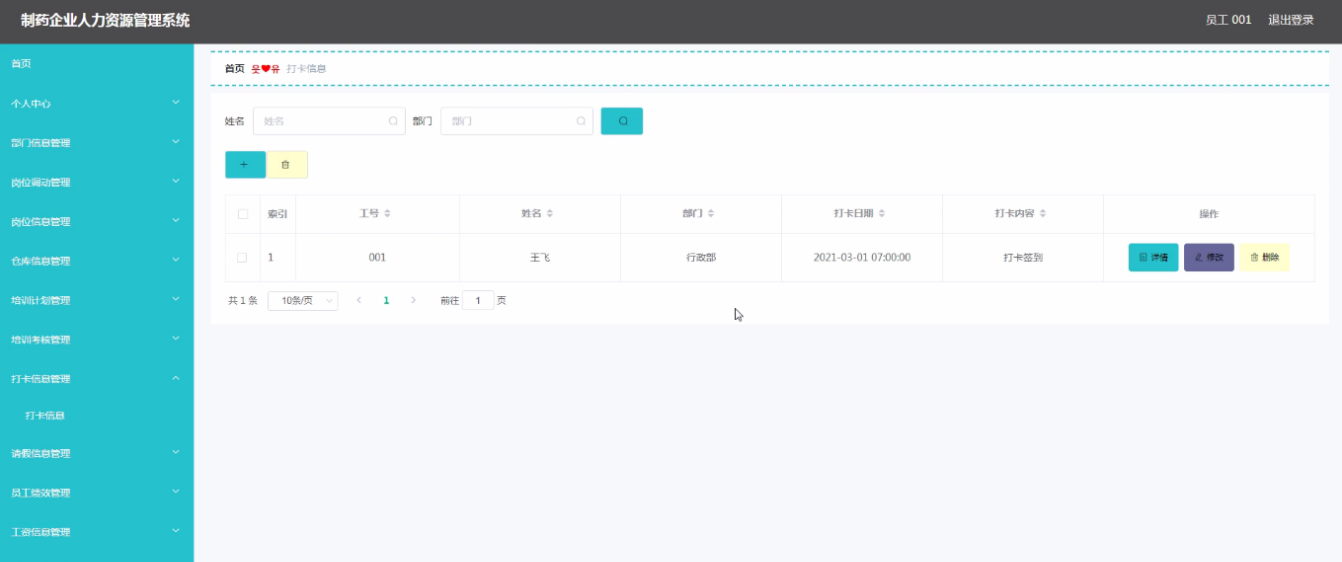 制药企业人力资源管理系统
员工 001 退出登录
首页
个人中心
部门信息管理
岗位调动管理
岗位信息管理
仓库信息管理
培训计划管理
培训考核管理
打卡信息管理
打卡信息
请假信息管理
员工绩效管理
工资信息管理
首页 웃❤유 打卡信息
姓名 姓名 部门 部门
索引 工号 姓名 部门 打卡日期 打卡内容 操作
1 001 王飞 行政部 2021-03-01 07:00:00 打卡签到 详情 修改 删除
共 1 条 10条/页 1 前往 1 页